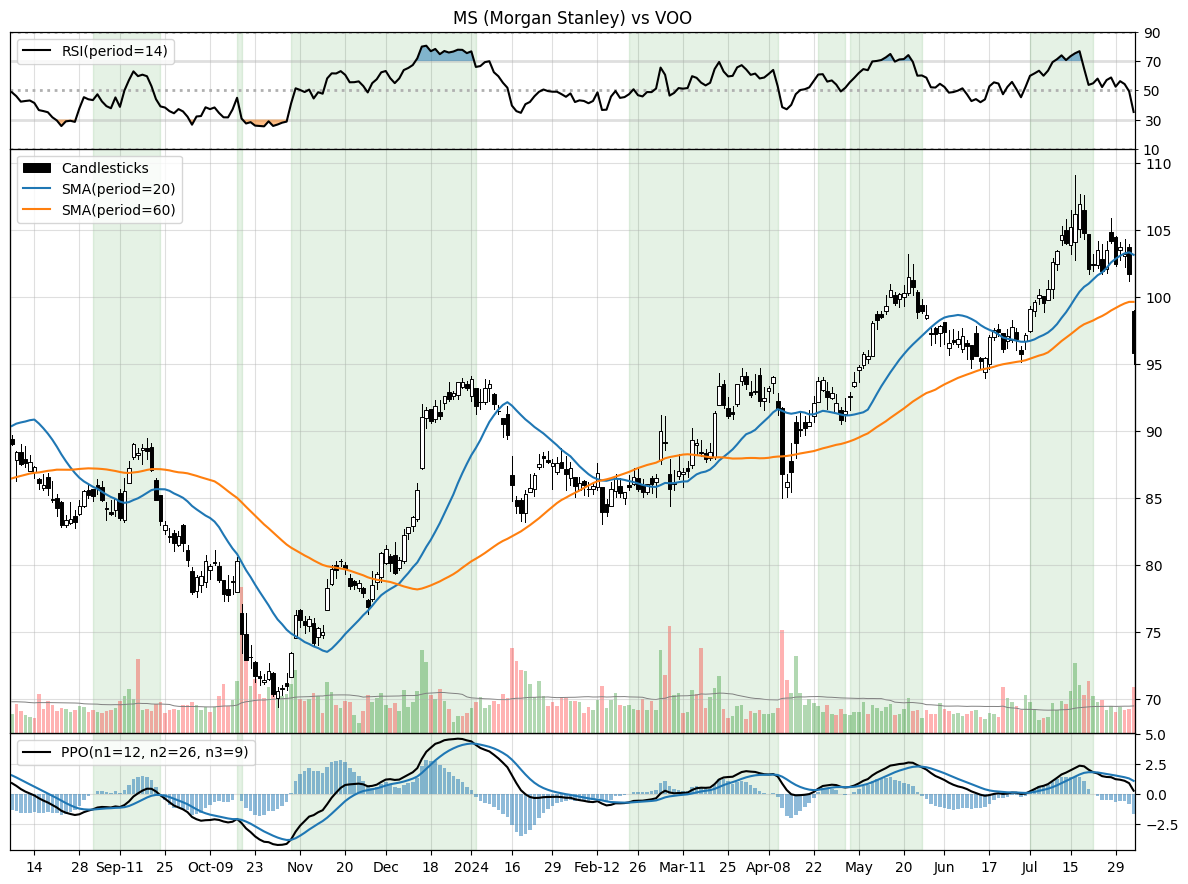 MS (Morgan Stanley) vs VOO
RSI(period=14)
90
70
50
30
10
Candlesticks
SMA(period=20)
SMA(period=60)
110
105
100
95
90
85
80
75
70
PPO(n1=12, n2=26, n3=9)
5.0
2.5
0.0
−2.5
14 28 Sep-11 25 Oct-09 23 Nov 20 Dec 18 2024 16 29 Feb-12 26 Mar-11 25 Apr-08 22 May 20 Jun 17 Jul 15 29